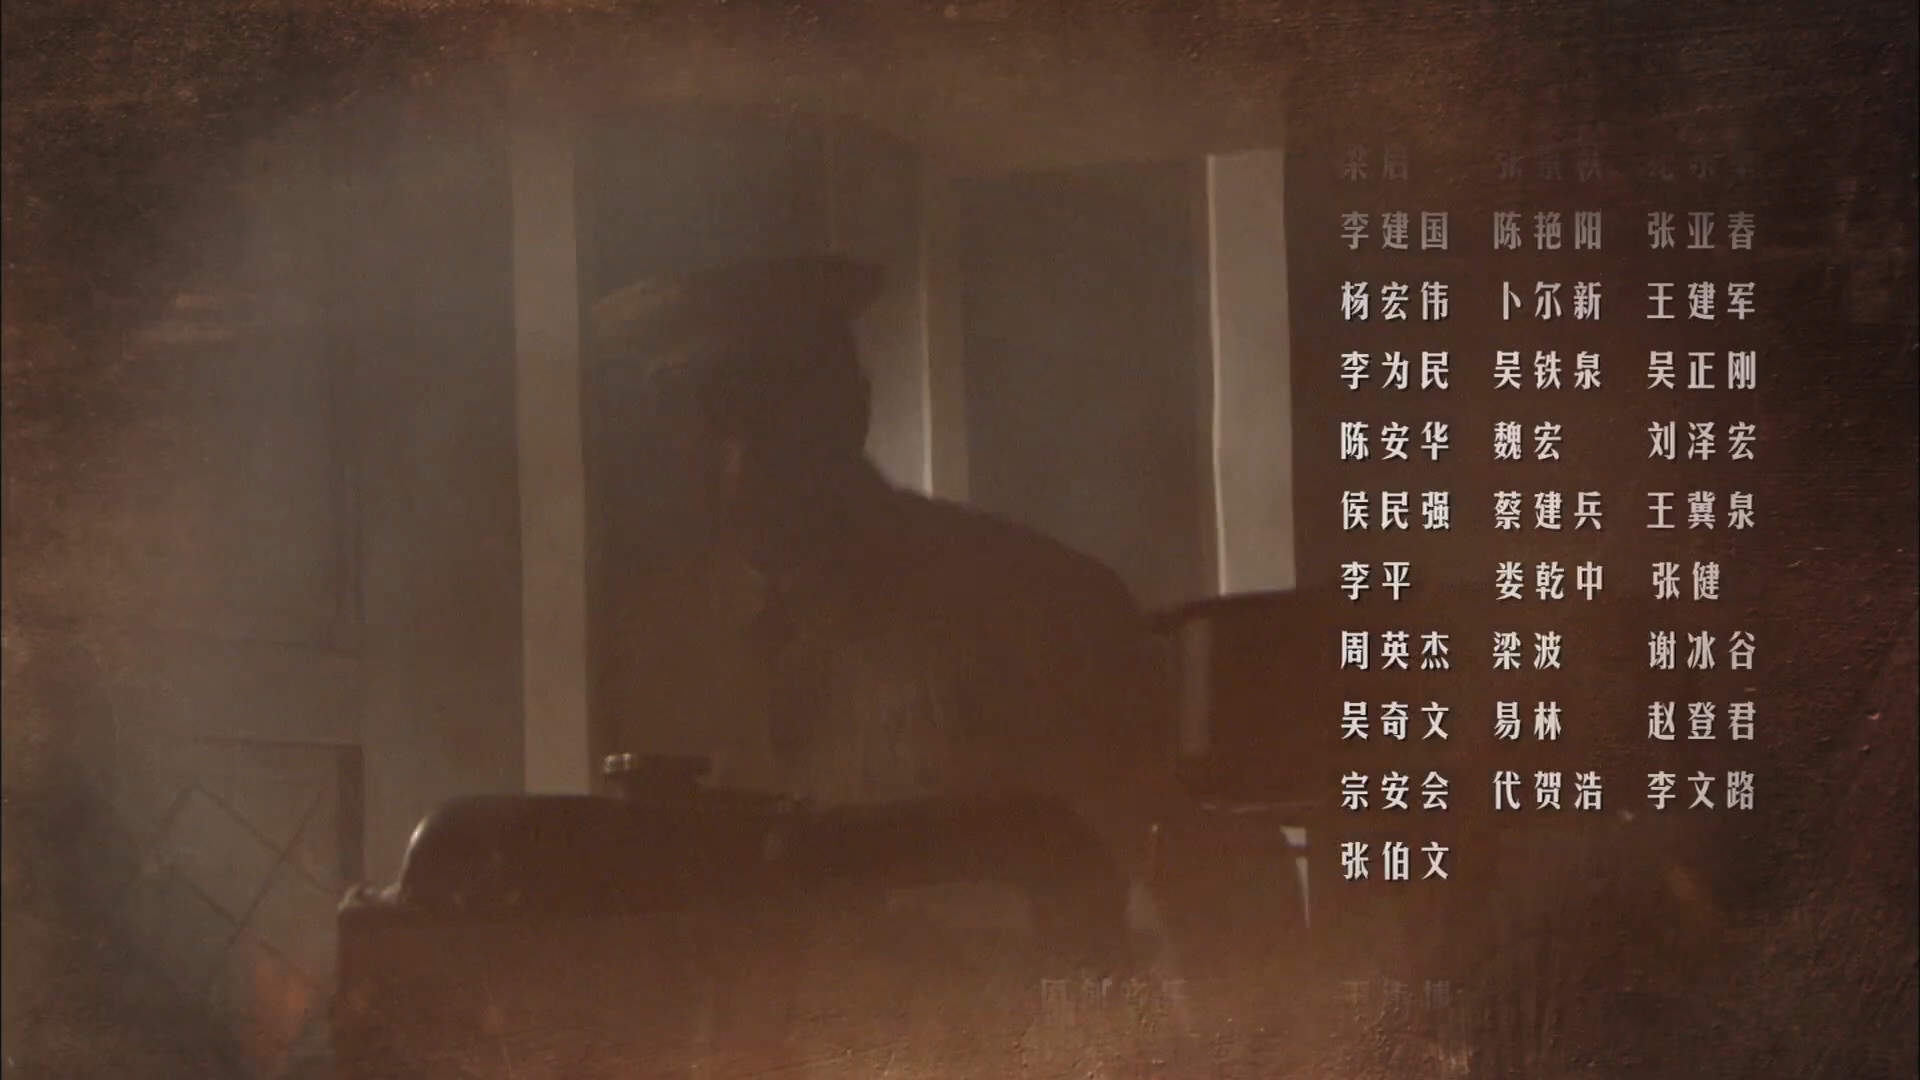 李建国 陈艳阳 张亚春
杨宏伟 卜尔新 王建军
李为民 吴铁泉 吴正刚
陈安华 魏宏 刘泽宏
侯民强 蔡建兵 王冀泉
李平 娄乾中 张健
周英杰 梁波 谢冰谷
吴奇文 易林 赵登君
宗安会 代贺浩 李文路
张伯文